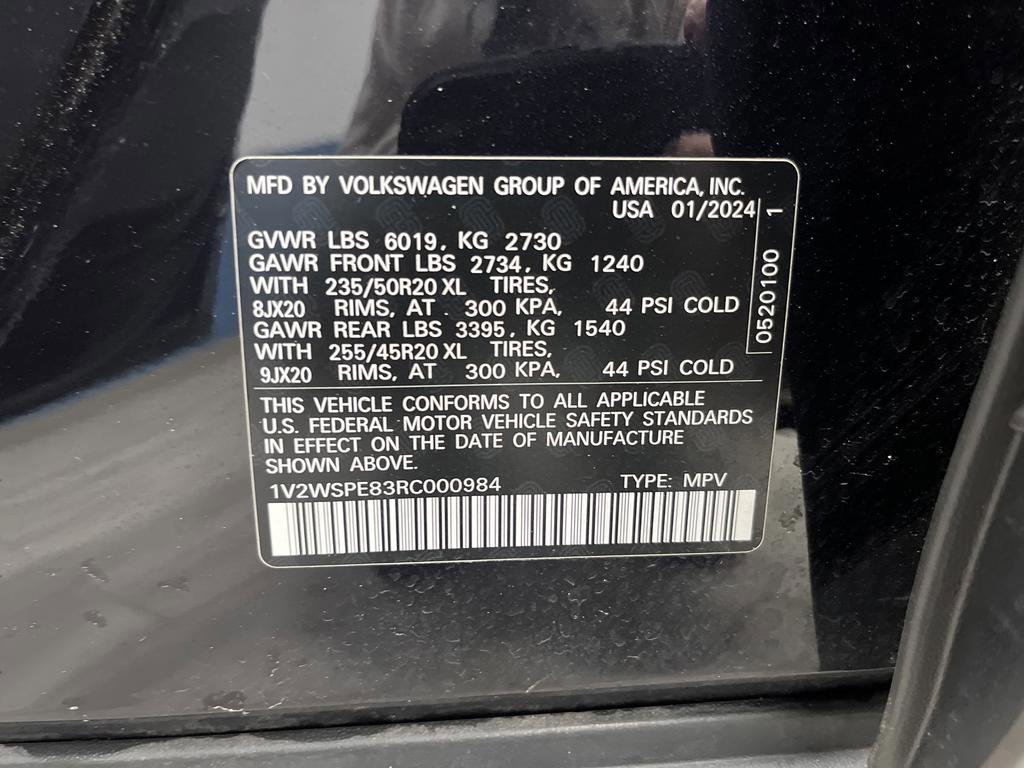 MFD BY VOLKSWAGEN GROUP OF AMERICA, INC.
USA 01/2024
GVWR LBS 6019, KG 2730
GAWR FRONT LBS 2734, KG 1240
WITH 235/50R20 XL TIRES,
8JX20 RIMS, AT 300 KPA, 44 PSI COLD
GAWR REAR LBS 3395, KG 1540
WITH 255/45R20 XL TIRES,
9JX20 RIMS, AT 300 KPA, 44 PSI COLD
0520100 1
THIS VEHICLE CONFORMS TO ALL APPLICABLE
U.S. FEDERAL MOTOR VEHICLE SAFETY STANDARDS
IN EFFECT ON THE DATE OF MANUFACTURE
SHOWN ABOVE.
1V2WSPE83RC000984 TYPE: MPV